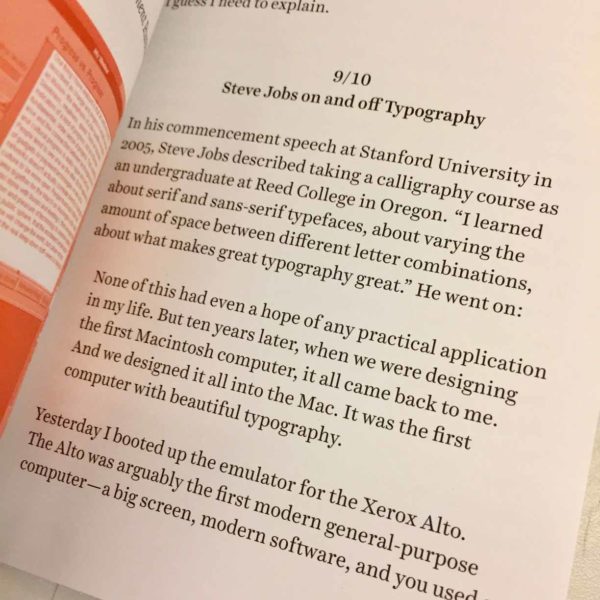 I guess I need to explain.
9/10
Steve Jobs on and off Typography
In his commencement speech at Stanford University in
2005, Steve Jobs described taking a calligraphy course as
an undergraduate at Reed College in Oregon. “I learned
about serif and sans-serif typefaces, about varying the
amount of space between different letter combinations,
about what makes great typography great.” He went on:
None of this had even a hope of any practical application
in my life. But ten years later, when we were designing
the first Macintosh computer, it all came back to me.
And we designed it all into the Mac. It was the first
computer with beautiful typography.
Yesterday I booted up the emulator for the Xerox Alto.
The Alto was arguably the first modern general-purpose
computer—a big screen, modern software, and you used